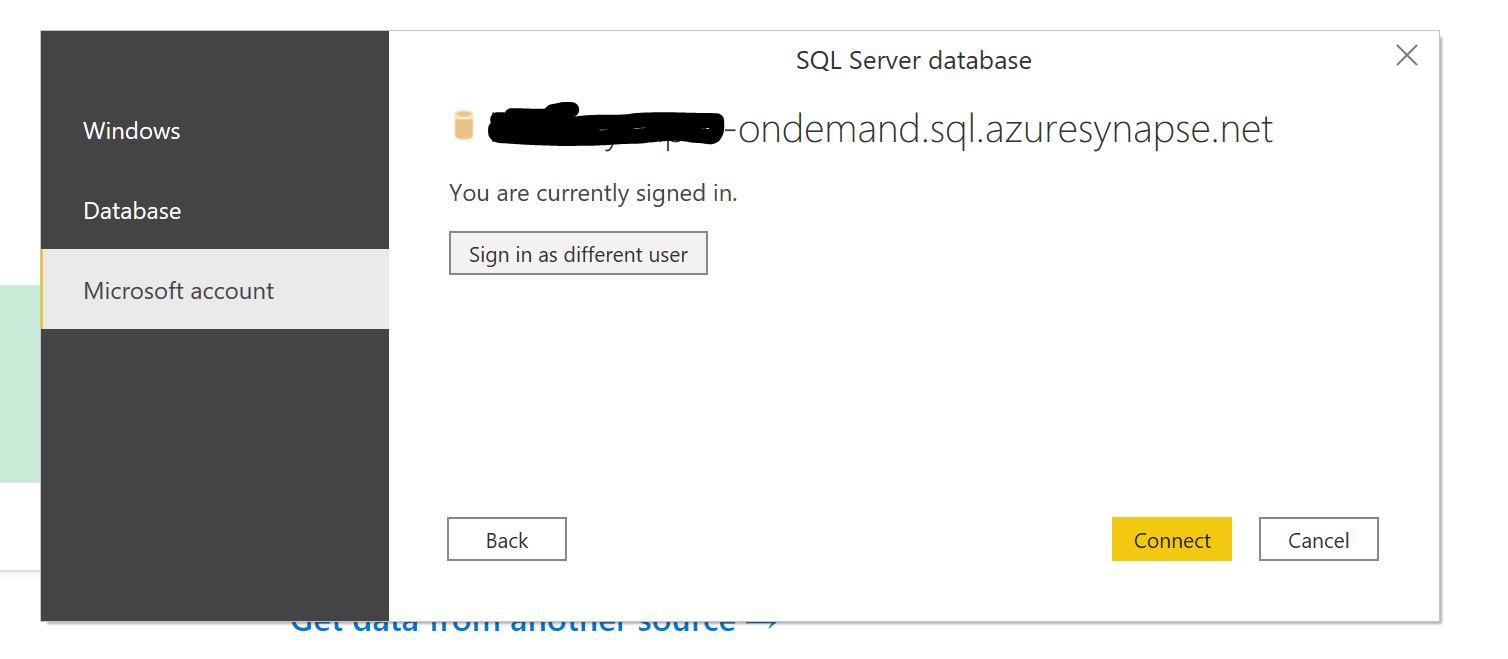 SQL Server database
Windows
Database
Microsoft account
-ondemand.sql.azuresynapse.net
You are currently signed in.
Sign in as different user
Back
Connect
Cancel
Get data from another source →